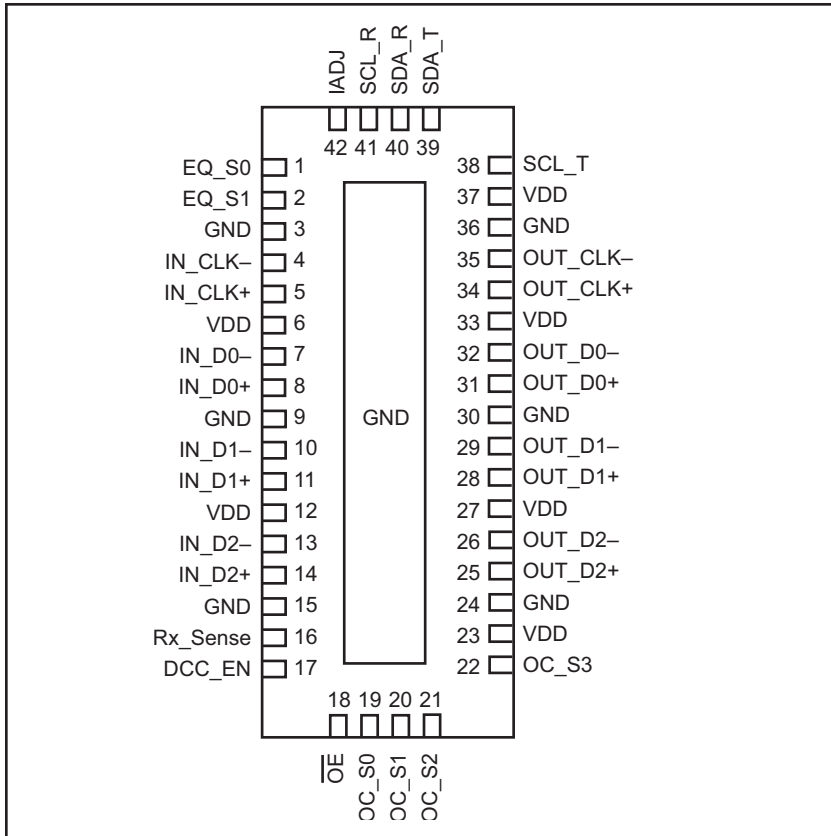 IADJ
SCL_R
SDA_R
SDA_T
42 41 40 39
EQ_S0 1
EQ_S1 2
GND 3
IN_CLK– 4
IN_CLK+ 5
VDD 6
IN_D0– 7
IN_D0+ 8
GND 9
IN_D1– 10
IN_D1+ 11
VDD 12
IN_D2– 13
IN_D2+ 14
GND 15
Rx_Sense 16
DCC_EN 17
GND
38 SCL_T
37 VDD
36 GND
35 OUT_CLK–
34 OUT_CLK+
33 VDD
32 OUT_D0–
31 OUT_D0+
30 GND
29 OUT_D1–
28 OUT_D1+
27 VDD
26 OUT_D2–
25 OUT_D2+
24 GND
23 VDD
22 OC_S3
18 19 20 21
OE
OC_S0
OC_S1
OC_S2